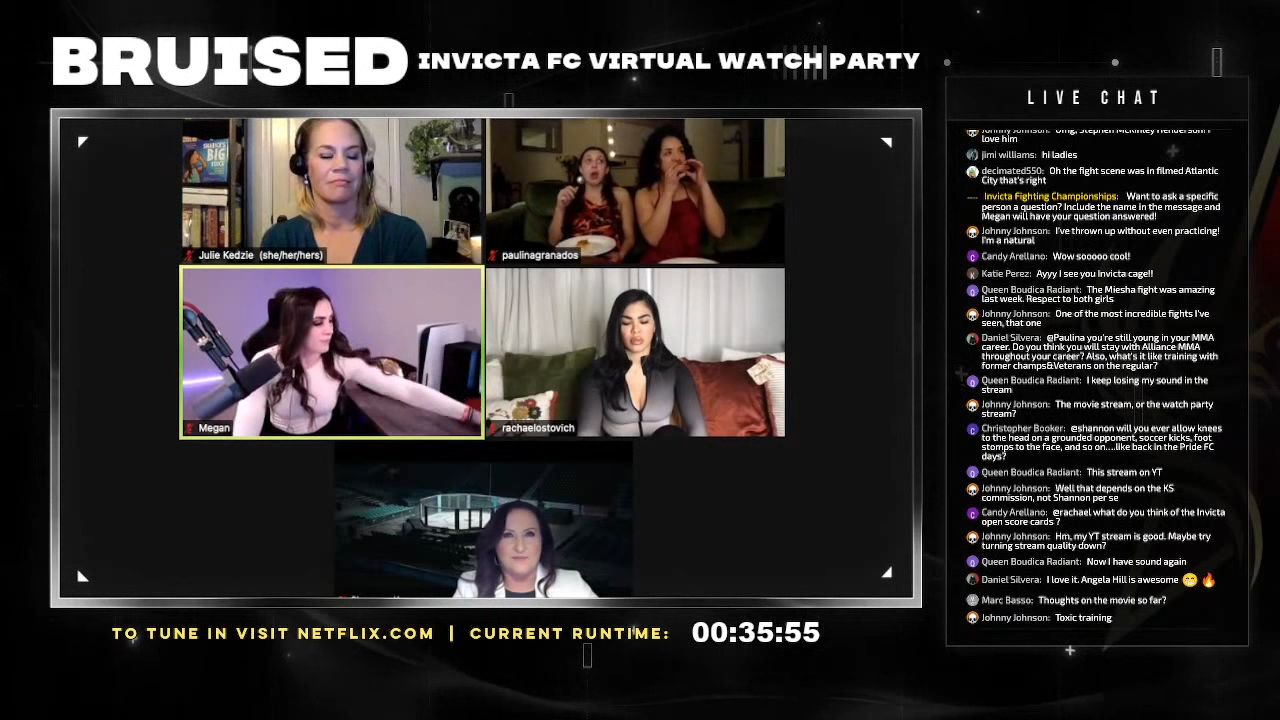 BRUISED INVICTA FC VIRTUAL WATCH PARTY
LIVE CHAT
SHARK'S
BIG
Julie Kedzie (she/her/hers)
paulinagranados
Megan
rachaelostovich
Johnny Johnson: Omg, Stephen McKinley Henderson! I
love him
jimi williams: hi ladies
decimated550: Oh the fight scene was in filmed Atlantic
City that's right
Invicta Fighting Championships: Want to ask a specific
person a question? Include the name in the message and
Megan will have your question answered!
Johnny Johnson: I've thrown up without even practicing!
I'm a natural
Candy Arellano: Wow sooooo cool!
Katie Perez: Ayyy I see you Invicta cage!!
Queen Boudica Radiant: The Miesha fight was amazing
last week. Respect to both girls
Johnny Johnson: One of the most incredible fights I've
seen, that one
Daniel Silvera: @Paulina you're still young in your MMA
career. Do you think you will stay with Alliance MMA
throughout your career? Also, what's it like training with
former champs&Veterans on the regular?
Queen Boudica Radiant: I keep losing my sound in the
stream
Johnny Johnson: The movie stream, or the watch party
stream?
Christopher Booker: @shannon will you ever allow knees
to the head on a grounded opponent, soccer kicks, foot
stomps to the face, and so on....like back in the Pride FC
days?
Queen Boudica Radiant: This stream on YT
Johnny Johnson: Well that depends on the KS
commission, not Shannon per se
Candy Arellano: @rachael what do you think of the Invicta
open score cards ?
Johnny Johnson: Hm, my YT stream is good. Maybe try
turning stream quality down?
Queen Boudica Radiant: Now I have sound again
Daniel Silvera: I love it. Angela Hill is awesome 😁 🔥
Marc Basso: Thoughts on the movie so far?
Johnny Johnson: Toxic training
TO TUNE IN VISIT NETFLIX.COM | CURRENT RUNTIME: 00:35:55